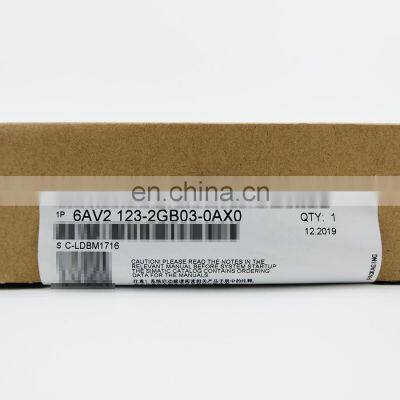 1P 6AV2 123-2GB03-0AX0
QTY: 1
12.2019
S C-LDBM1716
en.china.cn
CAUTION! PLEASE READ THE NOTES IN THE
RELEVANT MANUAL BEFORE SYSTEM STARTUP
THE SIMATIC CATALOG CONTAINS ORDERING
DATA FOR THE MANUALS.
PACKAGING